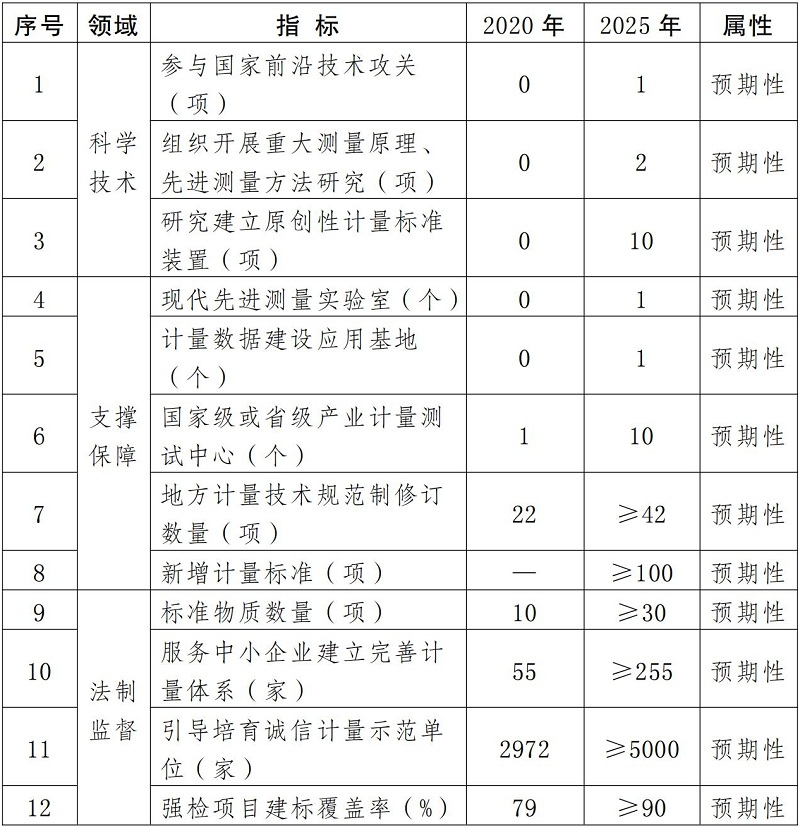 序号 领域 指 标 2020 年 2025 年 属性
1 科学技术 参与国家前沿技术攻关（项） 0 1 预期性
2 组织开展重大测量原理、先进测量方法研究（项） 0 2 预期性
3 研究建立原创性计量标准装置（项） 0 10 预期性
4 支撑保障 现代先进测量实验室（个） 0 1 预期性
5 计量数据建设应用基地（个） 0 1 预期性
6 国家级或省级产业计量测试中心（个） 1 10 预期性
7 地方计量技术规范制修订数量（项） 22 ≥42 预期性
8 新增计量标准（项） — ≥100 预期性
9 法制监督 标准物质数量（项） 10 ≥30 预期性
10 服务中小企业建立完善计量体系（家） 55 ≥255 预期性
11 引导培育诚信计量示范单位（家） 2972 ≥5000 预期性
12 强检项目建标覆盖率（%） 79 ≥90 预期性